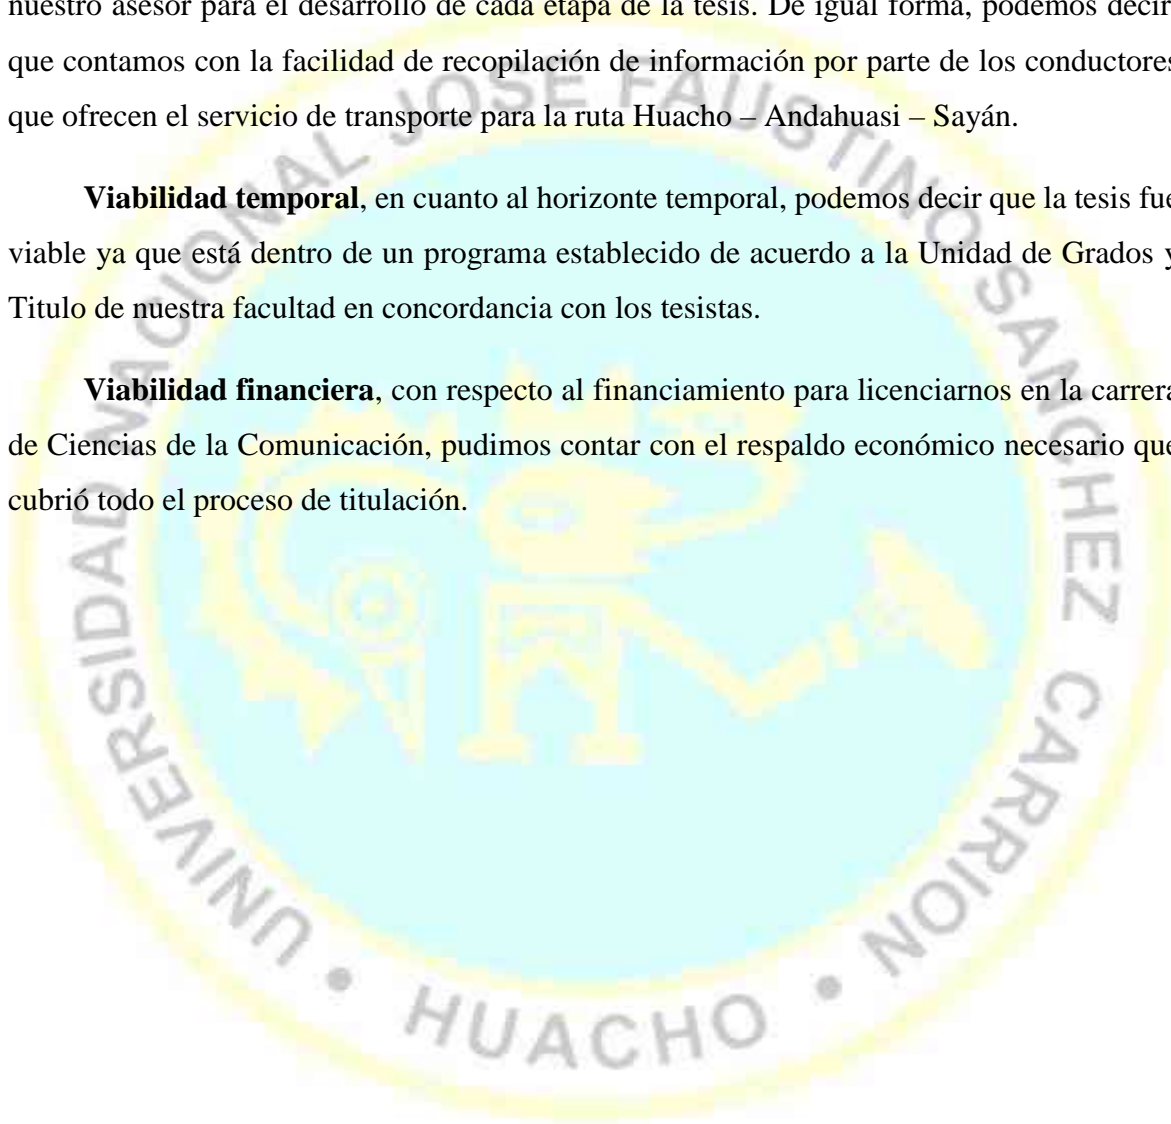 nuestro asesor para el desarrollo de cada etapa de la tesis. De igual forma, podemos decir
que contamos con la facilidad de recopilación de información por parte de los conductores
que ofrecen el servicio de transporte para la ruta Huacho – Andahuasi – Sayán.
Viabilidad temporal, en cuanto al horizonte temporal, podemos decir que la tesis fue
viable ya que está dentro de un programa establecido de acuerdo a la Unidad de Grados y
Titulo de nuestra facultad en concordancia con los tesistas.
Viabilidad financiera, con respecto al financiamiento para licenciarnos en la carrera
de Ciencias de la Comunicación, pudimos contar con el respaldo económico necesario que
cubrió todo el proceso de titulación.
UNIVERSIDAD NACIONAL JOSE FAUSTINO SANCHEZ CARRION • HUACHO •